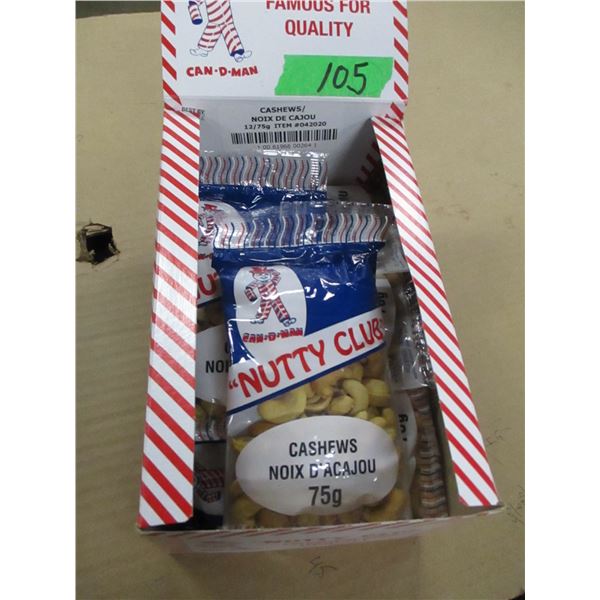 FAMOUS FOR
QUALITY
CAN-D-MAN
105
CASHEWS/
NOIX DE CAJOU
12/75g ITEM #042020
CAN-D-MAN
"NUTTY CLUB"
CASHEWS
NOIX D'ACAJOU
75g